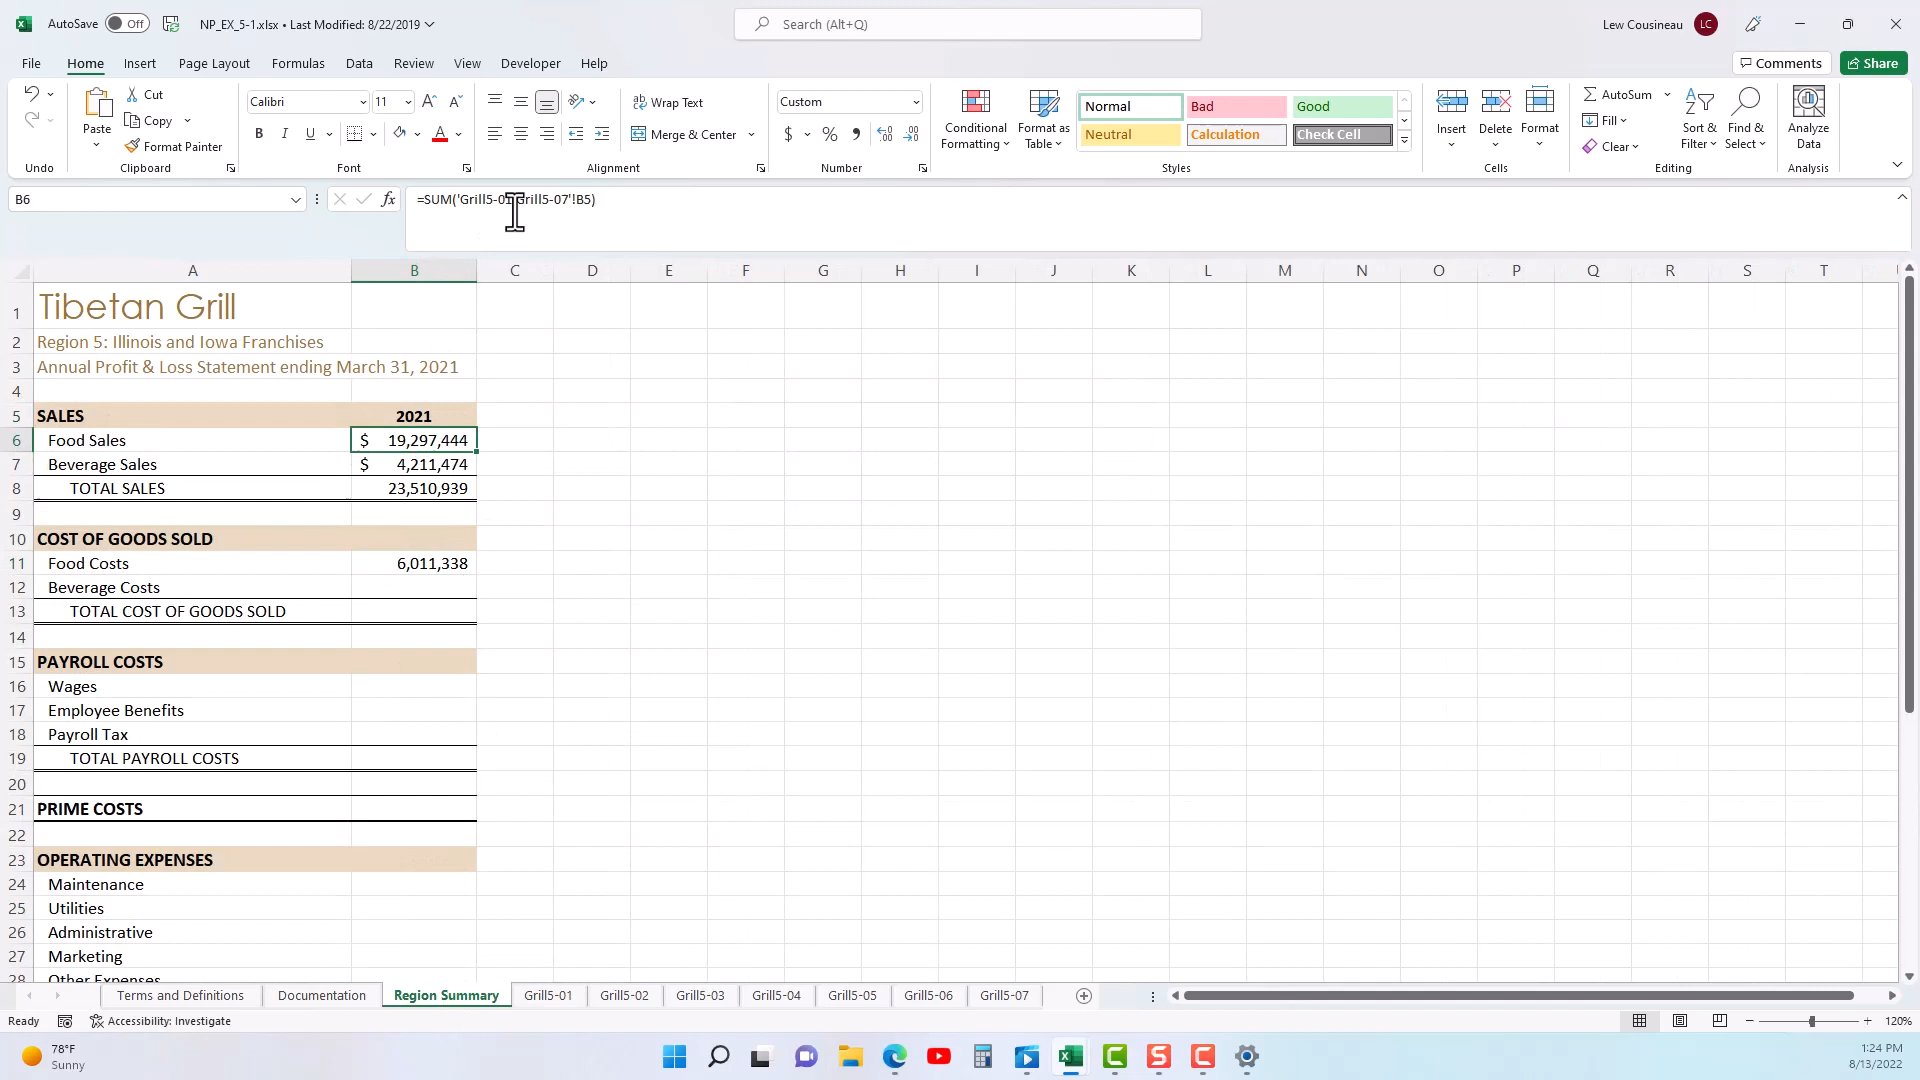 AutoSave Off NP_EX_5-1.xlsx • Last Modified: 8/22/2019 Search (Alt+Q) Lew Cousineau LC
File Home Insert Page Layout Formulas Data Review View Developer Help Comments Share
Cut
Copy
Format Painter
Paste
Undo
Clipboard
Calibri 11
B I U
Font
Wrap Text
Merge & Center
Alignment
Custom
$ % 9
Number
Conditional Formatting
Format as Table
Normal Bad Good
Neutral Calculation Check Cell
Styles
Insert Delete Format
Cells
AutoSum
Fill
Clear
Sort & Filter
Find & Select
Editing
Analyze Data
Analysis
B6 fx =SUM('Grill5-01 Grill5-07'!B5)
A B C D E F G H I J K L M N O P Q R S T
1 Tibetan Grill
2 Region 5: Illinois and Iowa Franchises
3 Annual Profit & Loss Statement ending March 31, 2021
4
5 SALES 2021
6 Food Sales $ 19,297,444
7 Beverage Sales $ 4,211,474
8 TOTAL SALES 23,510,939
9
10 COST OF GOODS SOLD
11 Food Costs 6,011,338
12 Beverage Costs
13 TOTAL COST OF GOODS SOLD
14
15 PAYROLL COSTS
16 Wages
17 Employee Benefits
18 Payroll Tax
19 TOTAL PAYROLL COSTS
20
21 PRIME COSTS
22
23 OPERATING EXPENSES
24 Maintenance
25 Utilities
26 Administrative
27 Marketing
28 Other Expenses
Terms and Definitions Documentation Region Summary Grill5-01 Grill5-02 Grill5-03 Grill5-04 Grill5-05 Grill5-06 Grill5-07
Ready Accessibility: Investigate 120%
78°F
Sunny
1:24 PM
8/13/2022